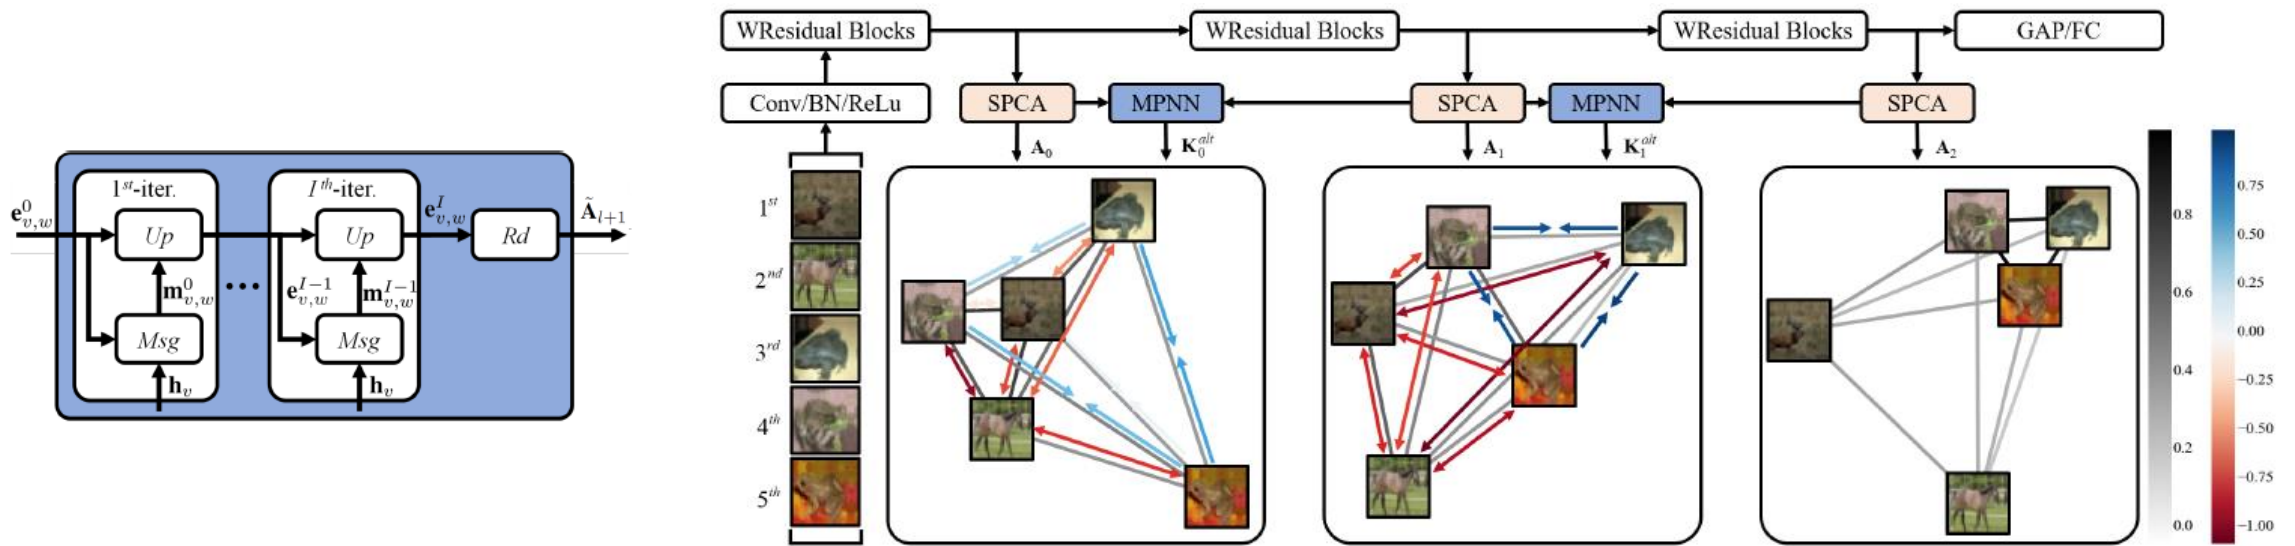 1st-iter.
Ith-iter.
e⁰v,w
Up
Up
eᴵv,w
Rd
Ãl+1
m⁰v,w
...
eᴵ⁻¹v,w
mᴵ⁻¹v,w
Msg
Msg
hv
hv
WResidual Blocks
WResidual Blocks
WResidual Blocks
GAP/FC
Conv/BN/ReLu
SPCA
MPNN
SPCA
MPNN
SPCA
A0
K0alt
A1
K1alt
A2
1st
2nd
3rd
4th
5th
0.8
0.6
0.4
0.2
0.0
0.75
0.50
0.25
0.00
−0.25
−0.50
−0.75
−1.00